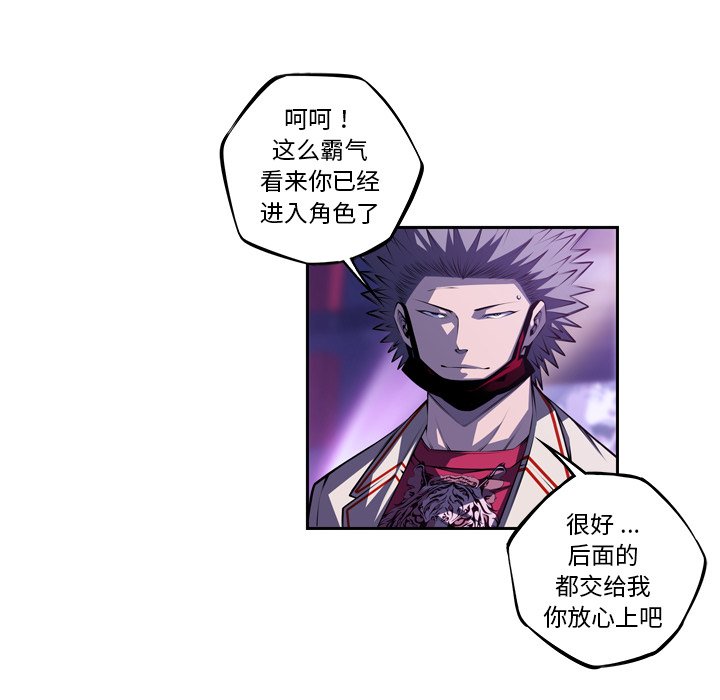 呵呵！
这么霸气
看来你已经
进入角色了
很好...
后面的
都交给我
你放心上吧